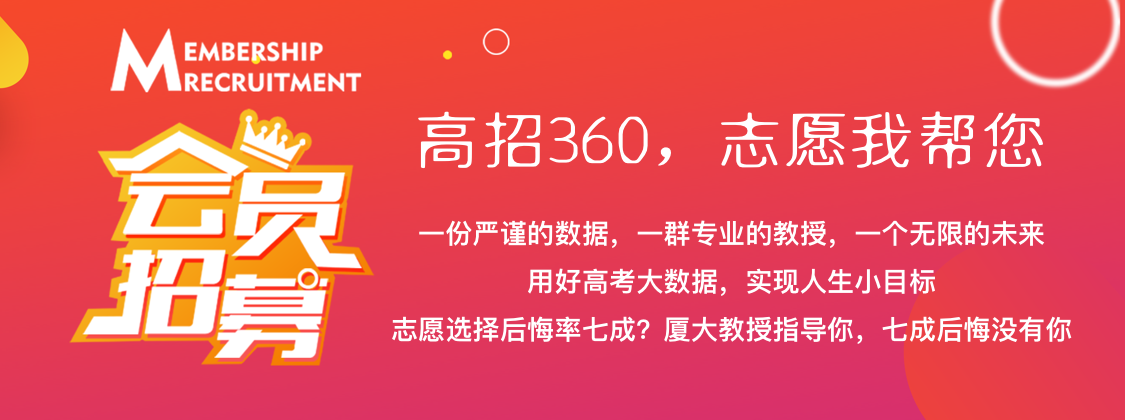 MEMBERSHIP
RECRUITMENT
会员
招募
高招360，志愿我帮您
一份严谨的数据，一群专业的教授，一个无限的未来
用好高考大数据，实现人生小目标
志愿选择后悔率七成？厦大教授指导你，七成后悔没有你